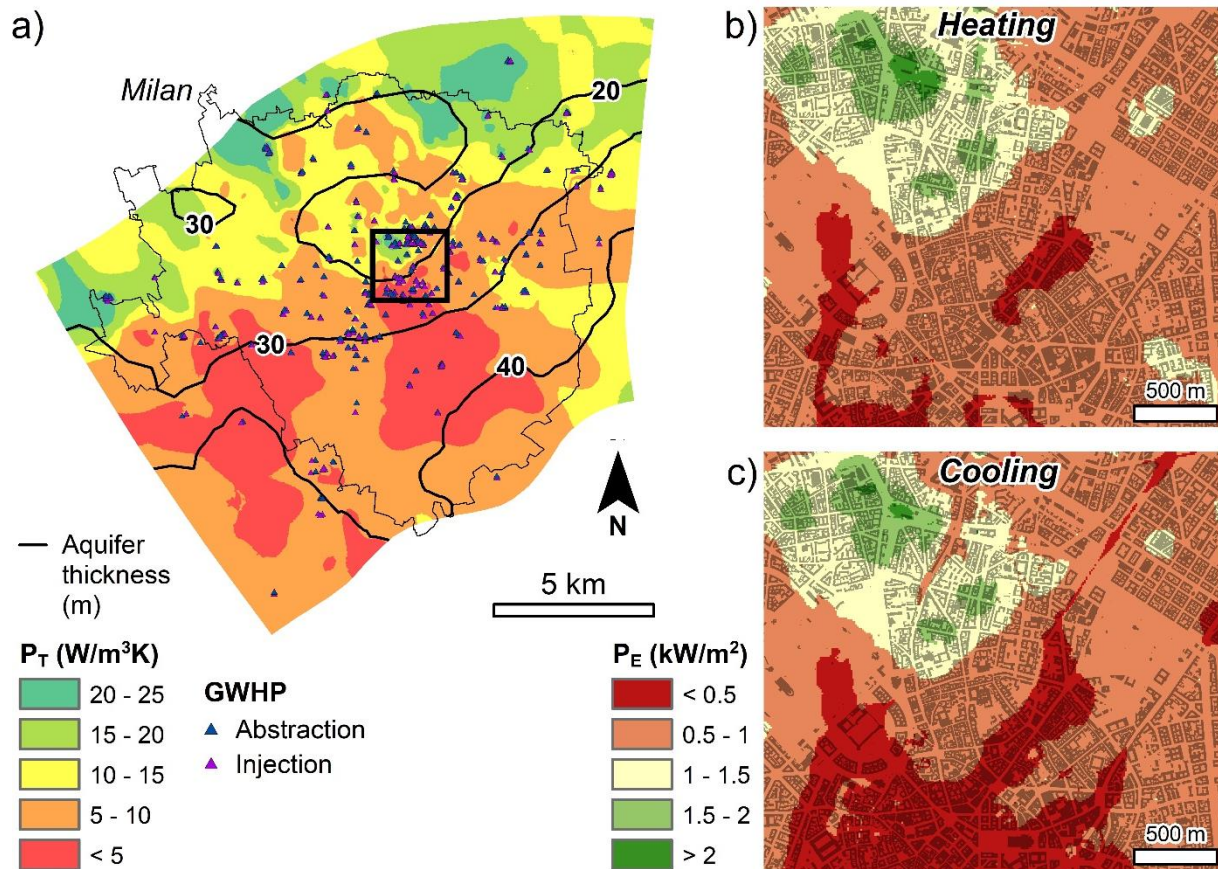 a)
Milan
20
30
30
40
Aquifer
thickness
(m)
N
5 km
P_T (W/m³K)
20 - 25
15 - 20
10 - 15
5 - 10
< 5
GWHP
Abstraction
Injection
b)
Heating
500 m
c)
Cooling
500 m
P_E (kW/m²)
< 0.5
0.5 - 1
1 - 1.5
1.5 - 2
> 2